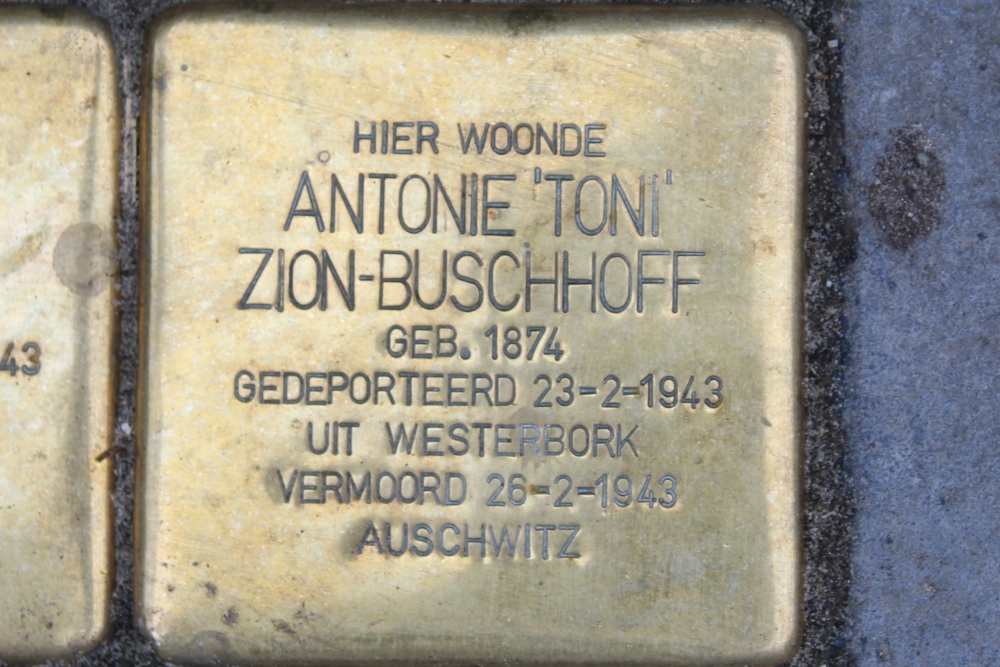 HIER WOONDE
ANTONIE 'TONI'
ZION-BUSCHHOFF
GEB. 1874
GEDEPORTEERD 23-2-1943
UIT WESTERBORK
VERMOORD 26-2-1943
AUSCHWITZ
43